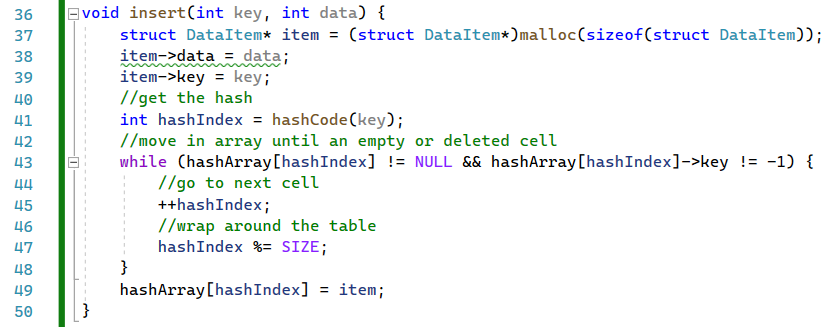 36 void insert(int key, int data) {
37 struct DataItem* item = (struct DataItem*)malloc(sizeof(struct DataItem));
38 item->data = data;
39 item->key = key;
40 //get the hash
41 int hashIndex = hashCode(key);
42 //move in array until an empty or deleted cell
43 while (hashArray[hashIndex] != NULL && hashArray[hashIndex]->key != -1) {
44 //go to next cell
45 ++hashIndex;
46 //wrap around the table
47 hashIndex %= SIZE;
48 }
49 hashArray[hashIndex] = item;
50 }